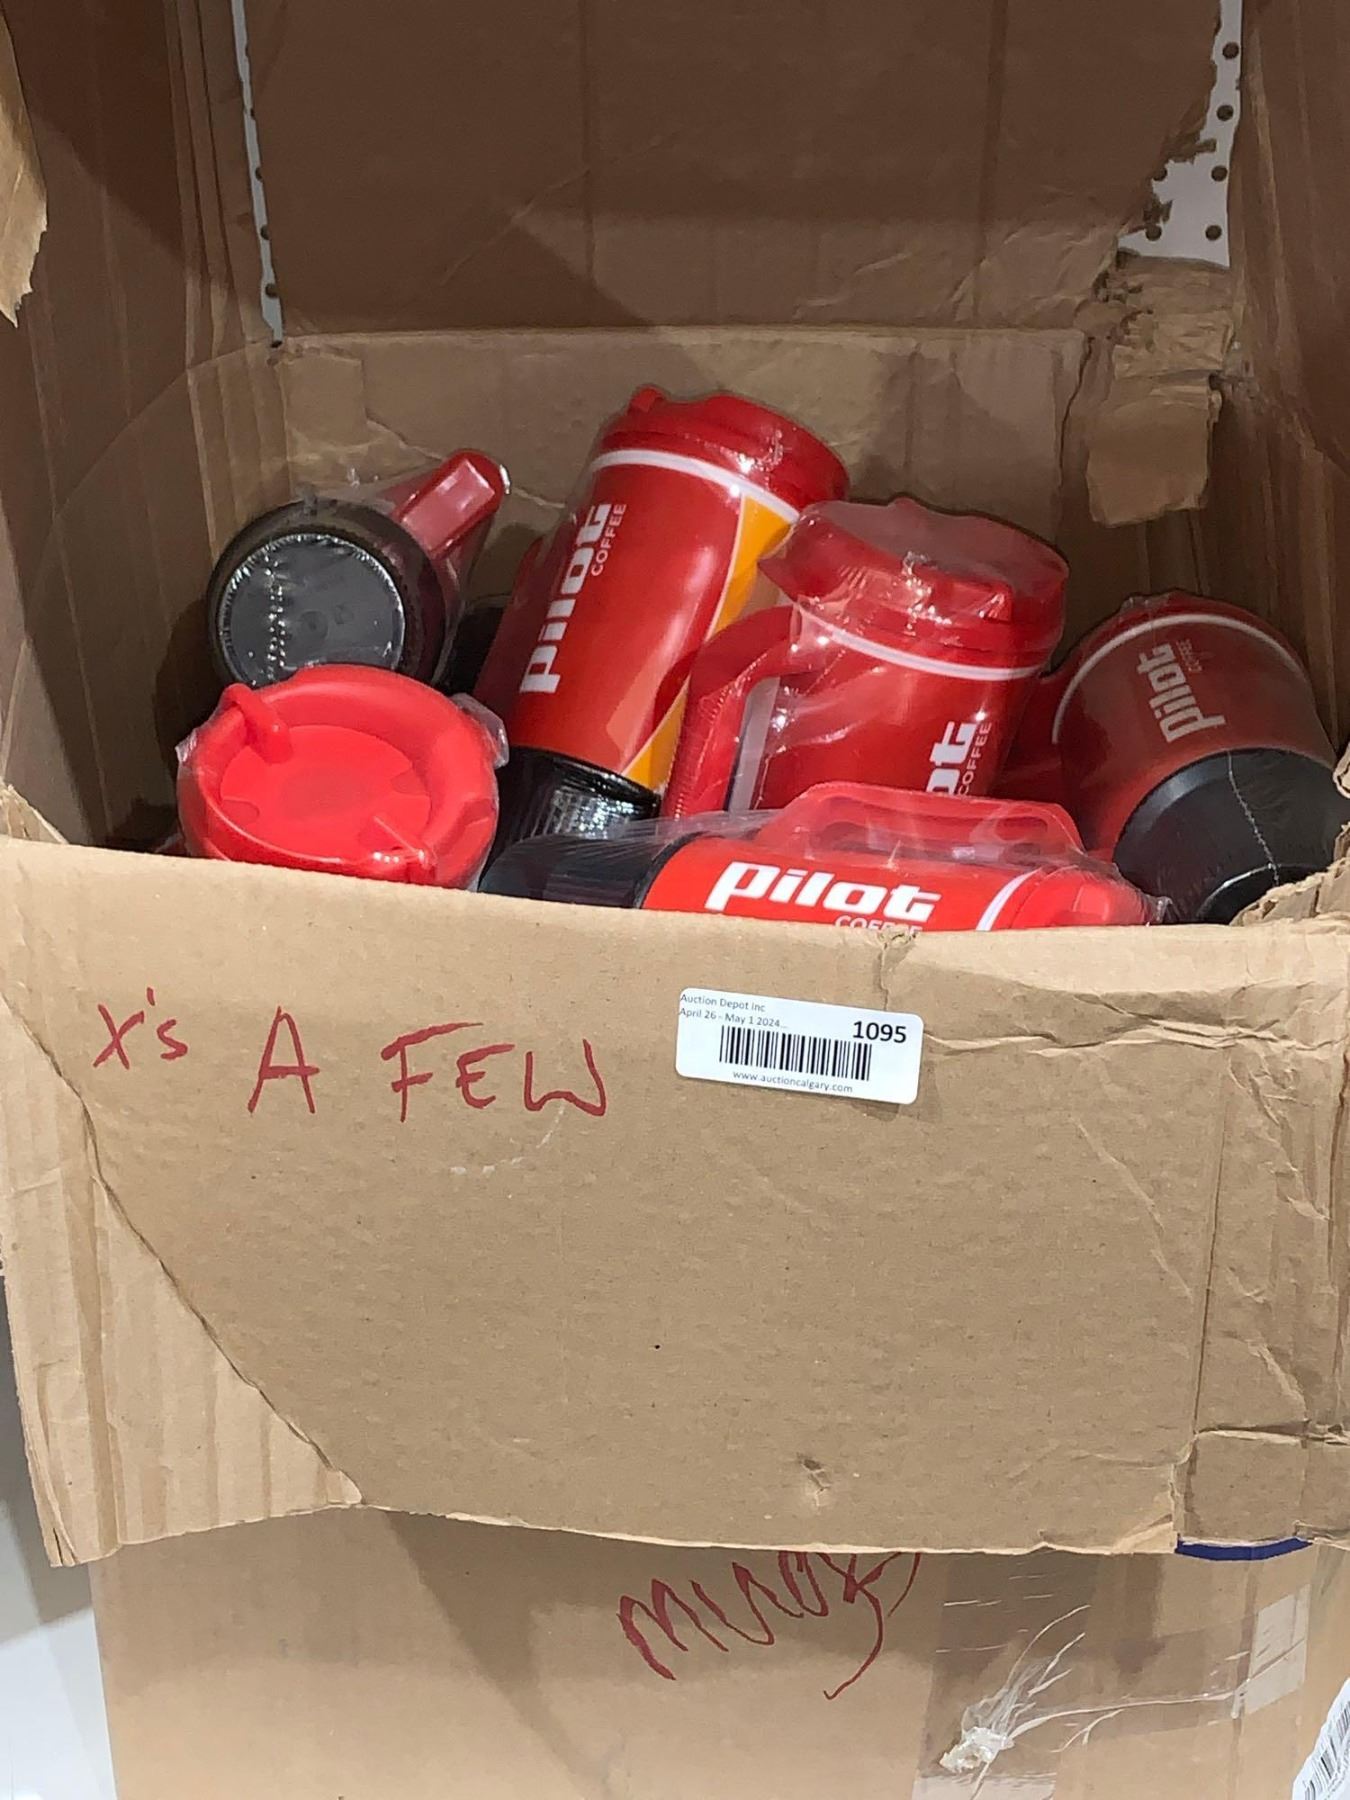 pilot
COFFEE
ot
COFFEE
pilot
COFFEE
pilot
COFFEE
x's A FEW
Auction Depot Inc
April 26 - May 1 2024...
1095
www.auctioncalgary.com